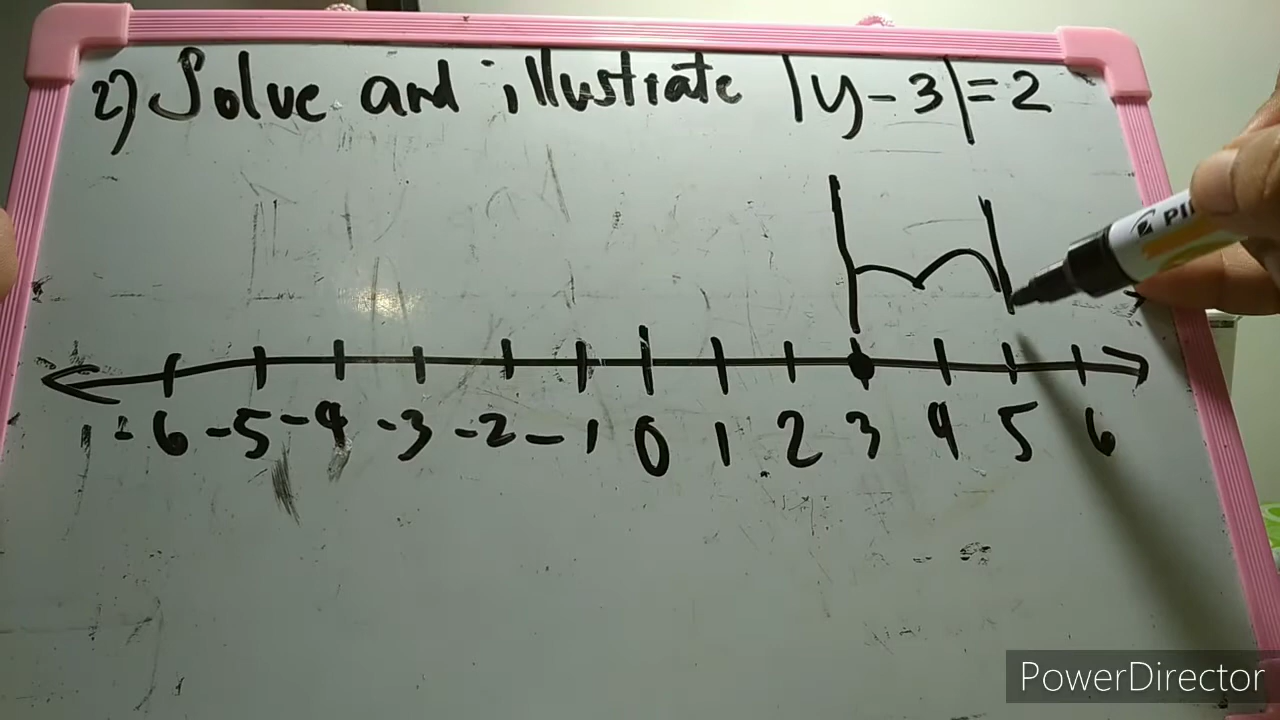 2) Solve and illustrate |y-3|=2
-6 -5 -4 -3 -2 -1 0 1 2 3 4 5 6
PowerDirector